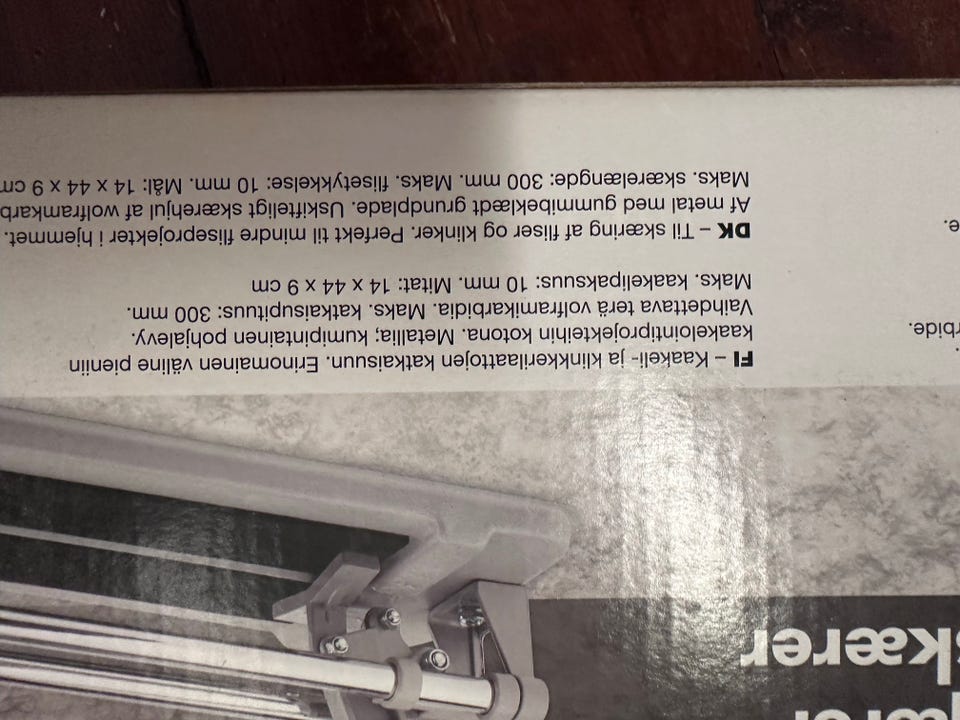 skærer
FI – Kaakeli- ja klinkkerilaattojen katkaisuun. Erinomainen väline pieniin
kaakelointiprojekteihin kotona. Metallia; kumipintainen pohjalevy.
Vaihdettava terä volframikarbidia. Maks. katkaisupituus: 300 mm.
Maks. kaakelipaksuus: 10 mm. Mitat: 14 x 44 x 9 cm
DK – Til skæring af fliser og klinker. Perfekt til mindre fliseprojekter i hjemmet.
Af metal med gummibeklædt grundplade. Uskifteligt skærehjul af wolframkarb
Maks. skærelængde: 300 mm. Maks. flisetykkelse: 10 mm. Mål: 14 x 44 x 9 cm